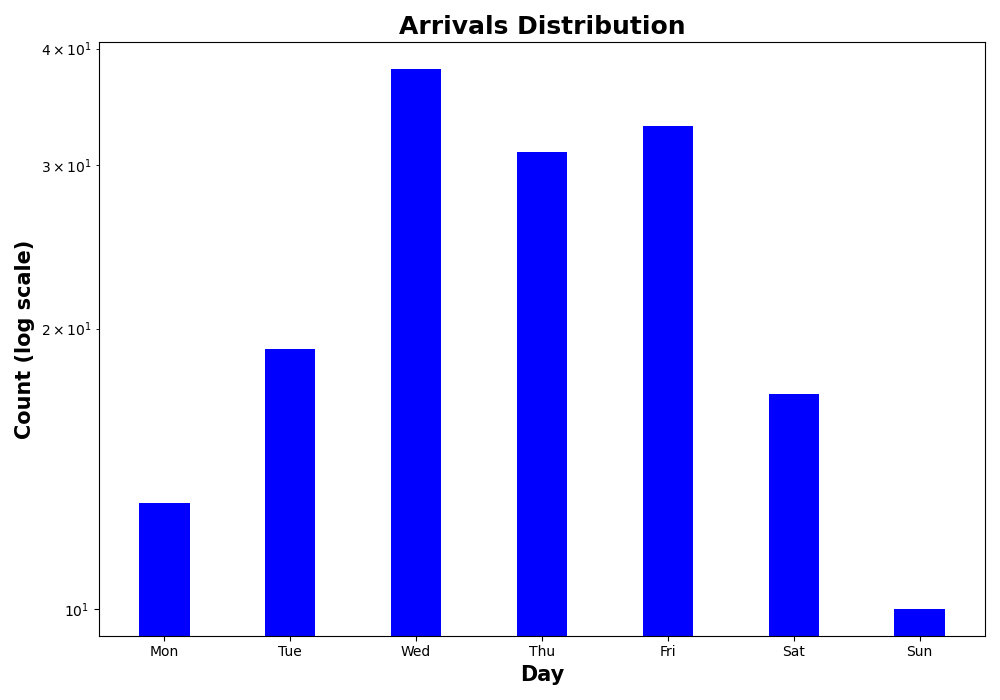 Arrivals Distribution
4 × 10¹
3 × 10¹
2 × 10¹
10¹
Count (log scale)
Mon Tue Wed Thu Fri Sat Sun
Day